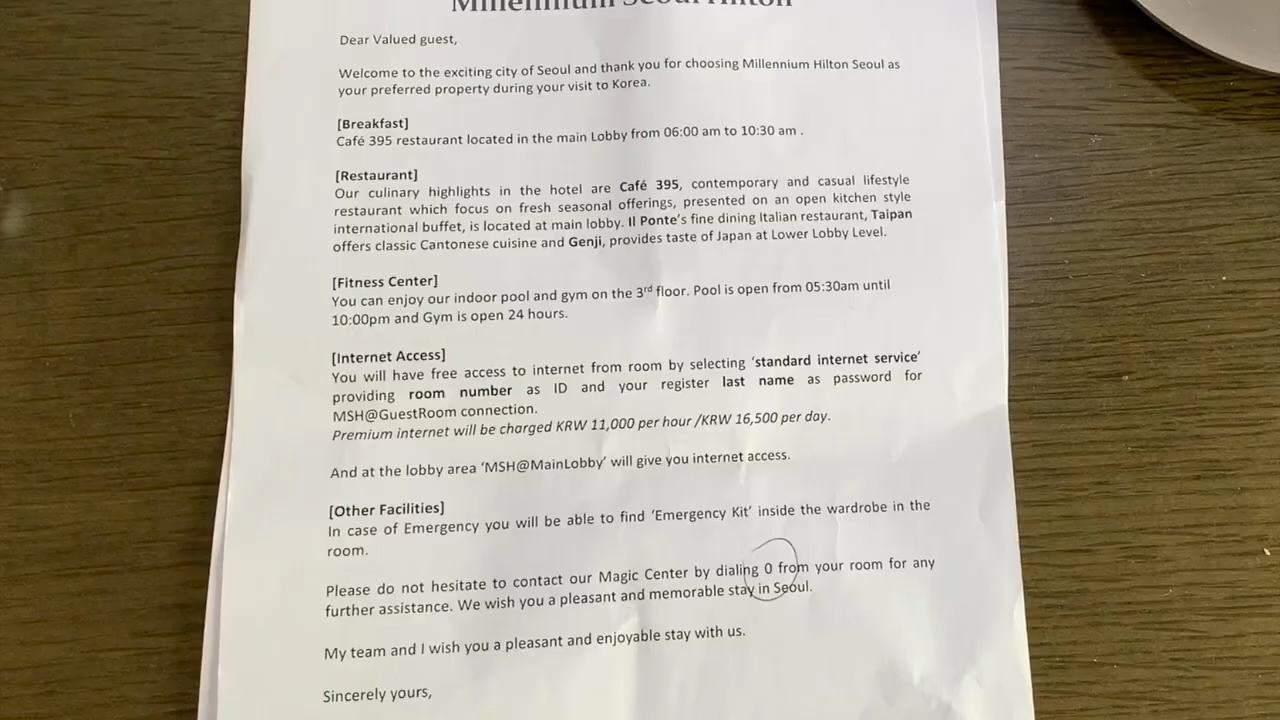 Millennium Seoul Hilton
Dear Valued guest,
Welcome to the exciting city of Seoul and thank you for choosing Millennium Hilton Seoul as
your preferred property during your visit to Korea.
[Breakfast]
Café 395 restaurant located in the main Lobby from 06:00 am to 10:30 am .
[Restaurant]
Our culinary highlights in the hotel are Café 395, contemporary and casual lifestyle
restaurant which focus on fresh seasonal offerings, presented on an open kitchen style
international buffet, is located at main lobby. Il Ponte's fine dining Italian restaurant, Taipan
offers classic Cantonese cuisine and Genji, provides taste of Japan at Lower Lobby Level.
[Fitness Center]
You can enjoy our indoor pool and gym on the 3rd floor. Pool is open from 05:30am until
10:00pm and Gym is open 24 hours.
[Internet Access]
You will have free access to internet from room by selecting 'standard internet service'
providing room number as ID and your register last name as password for
MSH@GuestRoom connection.
Premium internet will be charged KRW 11,000 per hour /KRW 16,500 per day.
And at the lobby area 'MSH@MainLobby' will give you internet access.
[Other Facilities]
In case of Emergency you will be able to find 'Emergency Kit' inside the wardrobe in the
room.
Please do not hesitate to contact our Magic Center by dialing 0 from your room for any
further assistance. We wish you a pleasant and memorable stay in Seoul.
My team and I wish you a pleasant and enjoyable stay with us.
Sincerely yours,